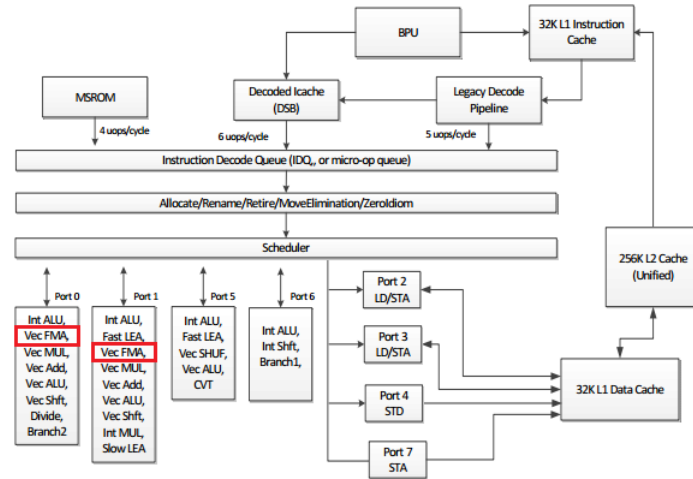 BPU
32K L1 Instruction
Cache
MSROM
Decoded Icache
(DSB)
Legacy Decode
Pipeline
4 uops/cycle
6 uops/cycle
5 uops/cycle
Instruction Decode Queue (IDQ,, or micro-op queue)
Allocate/Rename/Retire/MoveElimination/ZeroIdiom
Scheduler
256K L2 Cache
(Unified)
Port 0
Int ALU,
Vec FMA,
Vec MUL,
Vec Add,
Vec ALU,
Vec Shft,
Divide,
Branch2
Port 1
Int ALU,
Fast LEA,
Vec FMA,
Vec MUL,
Vec Add,
Vec ALU,
Vec Shft,
Int MUL,
Slow LEA
Port 5
Int ALU,
Fast LEA,
Vec SHUF,
Vec ALU,
CVT
Port 6
Int ALU,
Int Shft,
Branch1,
Port 2
LD/STA
Port 3
LD/STA
Port 4
STD
Port 7
STA
32K L1 Data Cache